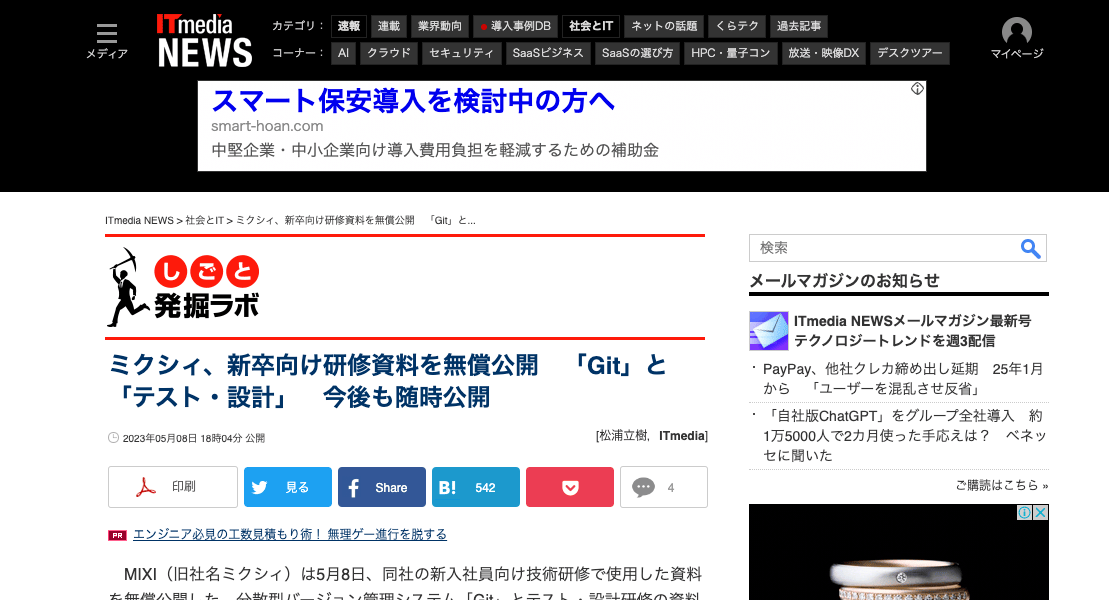 メディア
ITmedia NEWS
カテゴリ： 速報 連載 業界動向 導入事例DB 社会とIT ネットの話題 くらテク 過去記事
コーナー： AI クラウド セキュリティ SaaSビジネス SaaSの選び方 HPC・量子コン 放送・映像DX デスクツアー
マイページ
スマート保安導入を検討中の方へ
smart-hoan.com
中堅企業・中小企業向け導入費用負担を軽減するための補助金
ITmedia NEWS > 社会とIT > ミクシィ、新卒向け研修資料を無償公開　「Git」と...
しごと
発掘ラボ
ミクシィ、新卒向け研修資料を無償公開　「Git」と
「テスト・設計」　今後も随時公開
2023年05月08日 18時04分 公開
[松浦立樹, ITmedia]
印刷 見る Share B! 542 4
PR エンジニア必見の工数見積もり術！ 無理ゲー進行を脱する
MIXI（旧社名ミクシィ）は5月8日、同社の新入社員向け技術研修で使用した資料
を無償公開した。分散型バージョン管理システム「Git」とテスト・設計研修の資料
検索
メールマガジンのお知らせ
ITmedia NEWSメールマガジン最新号
テクノロジートレンドを週3配信
・PayPay、他社クレカ締め出し延期　25年1月
から　「ユーザーを混乱させ反省」
・「自社版ChatGPT」をグループ全社導入　約
1万5000人で2カ月使った手応えは？　ベネッ
セに聞いた
ご購読はこちら »